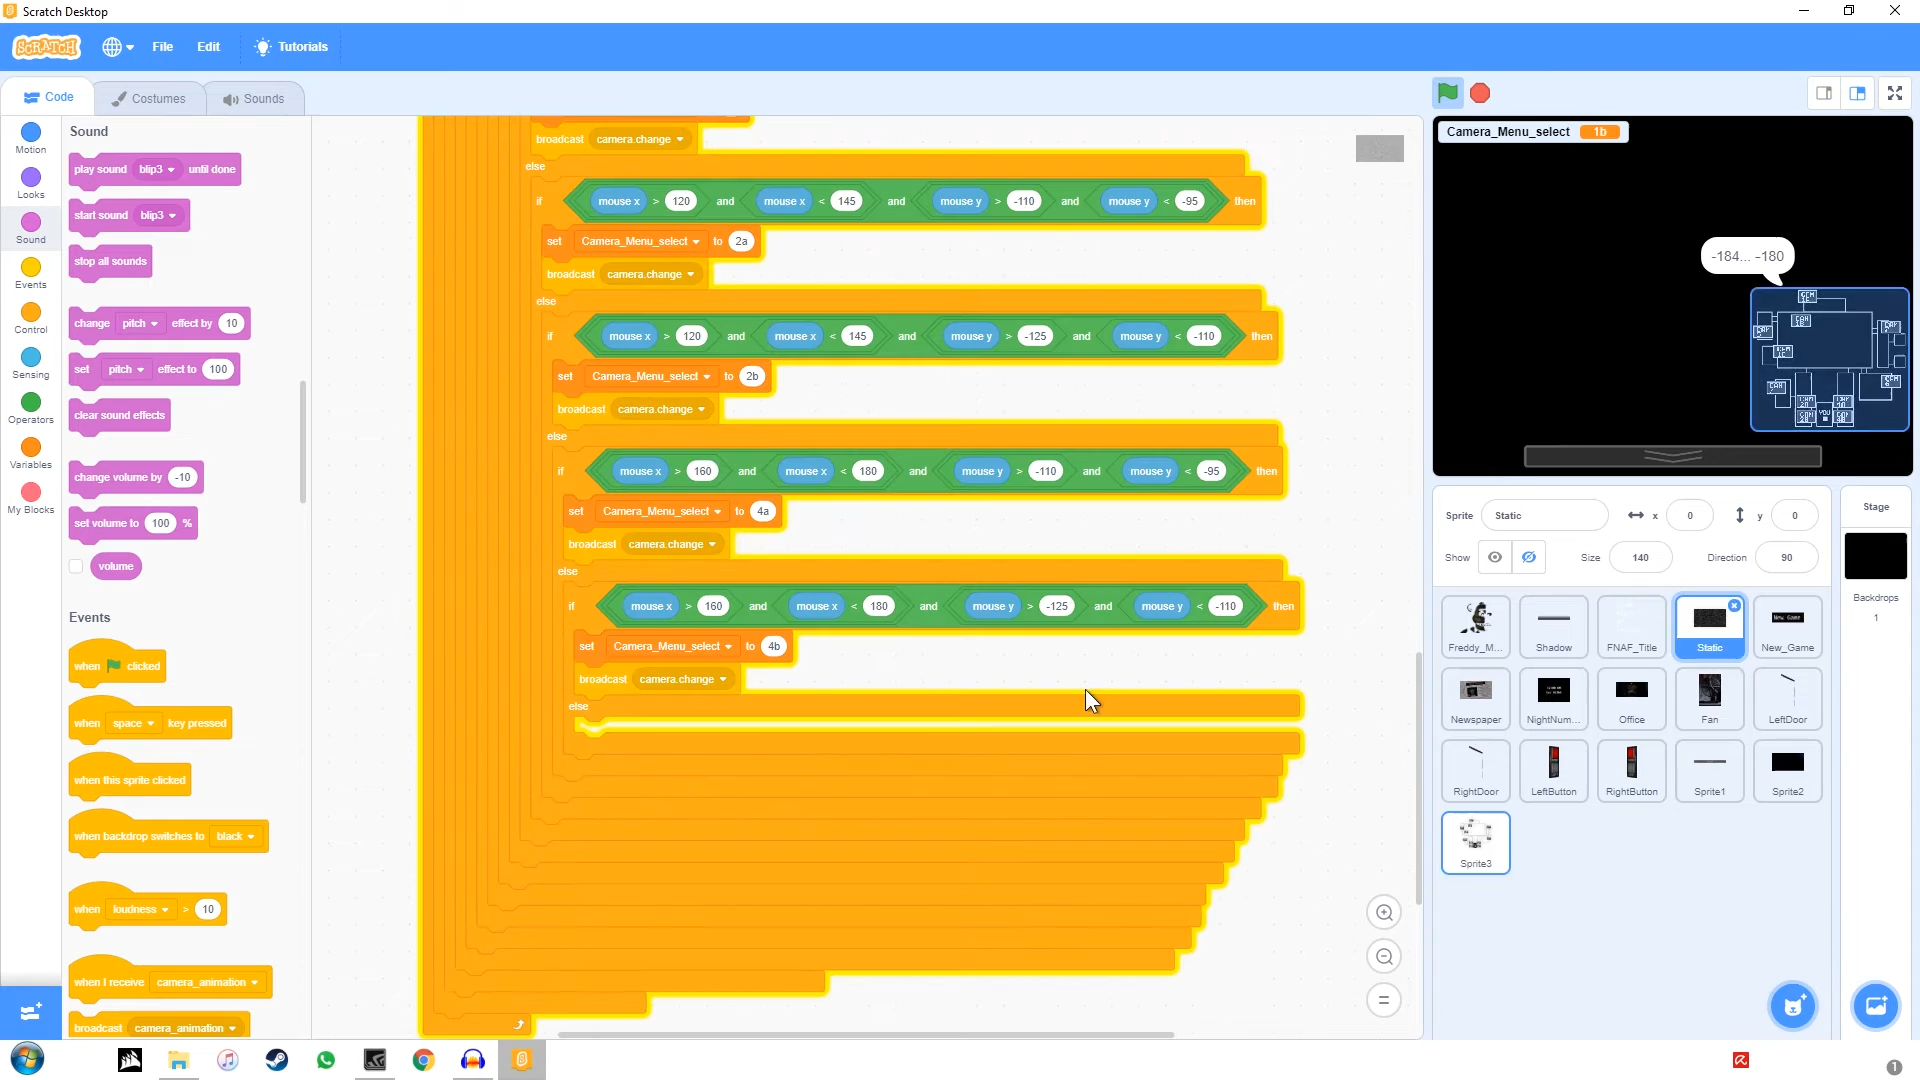 Scratch Desktop
SCRATCH
File
Edit
Tutorials
Code
Costumes
Sounds
Motion
Looks
Sound
Events
Control
Sensing
Operators
Variables
My Blocks
Sound
play sound blip3 until done
start sound blip3
stop all sounds
change pitch effect by 10
set pitch effect to 100
clear sound effects
change volume by -10
set volume to 100 %
volume
Events
when clicked
when space key pressed
when this sprite clicked
when backdrop switches to black
when loudness > 10
when I receive camera_animation
broadcast camera_animation
broadcast camera.change
else
if mouse x > 120 and mouse x < 145 and mouse y > -110 and mouse y < -95 then
set Camera_Menu_select to 2a
broadcast camera.change
else
if mouse x > 120 and mouse x < 145 and mouse y > -125 and mouse y < -110 then
set Camera_Menu_select to 2b
broadcast camera.change
else
if mouse x > 160 and mouse x < 180 and mouse y > -110 and mouse y < -95 then
set Camera_Menu_select to 4a
broadcast camera.change
else
if mouse x > 160 and mouse x < 180 and mouse y > -125 and mouse y < -110 then
set Camera_Menu_select to 4b
broadcast camera.change
else
Camera_Menu_select 1b
-184... -180
YOU
Sprite Static x 0 y 0
Show Size 140 Direction 90
Stage
Backdrops
1
Freddy_M...
Shadow
FNAF_Title
Static
New Game
New_Game
Newspaper
NightNum...
Office
Fan
LeftDoor
RightDoor
LeftButton
RightButton
Sprite1
Sprite2
Sprite3
1